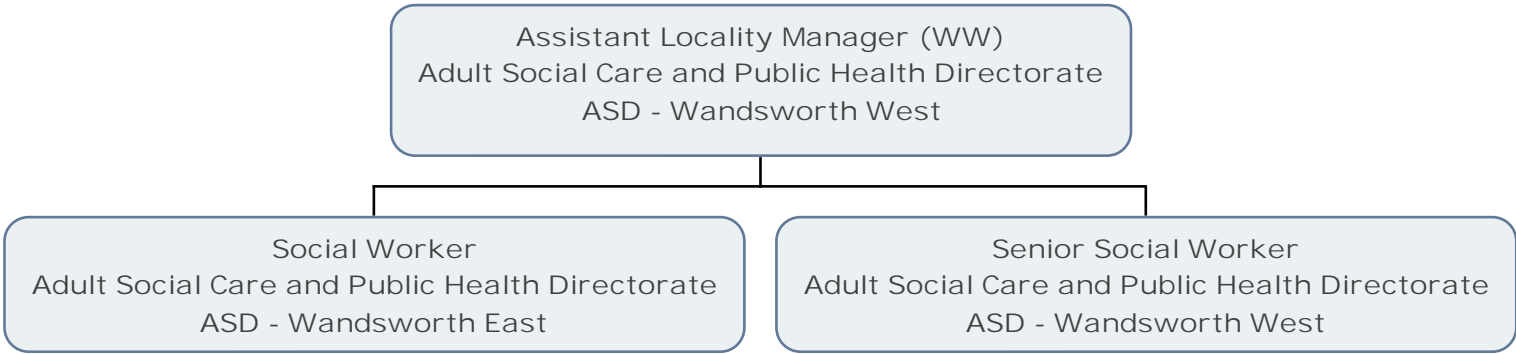 Assistant Locality Manager (WW)
Adult Social Care and Public Health Directorate
ASD - Wandsworth West
Social Worker
Adult Social Care and Public Health Directorate
ASD - Wandsworth East
Senior Social Worker
Adult Social Care and Public Health Directorate
ASD - Wandsworth West